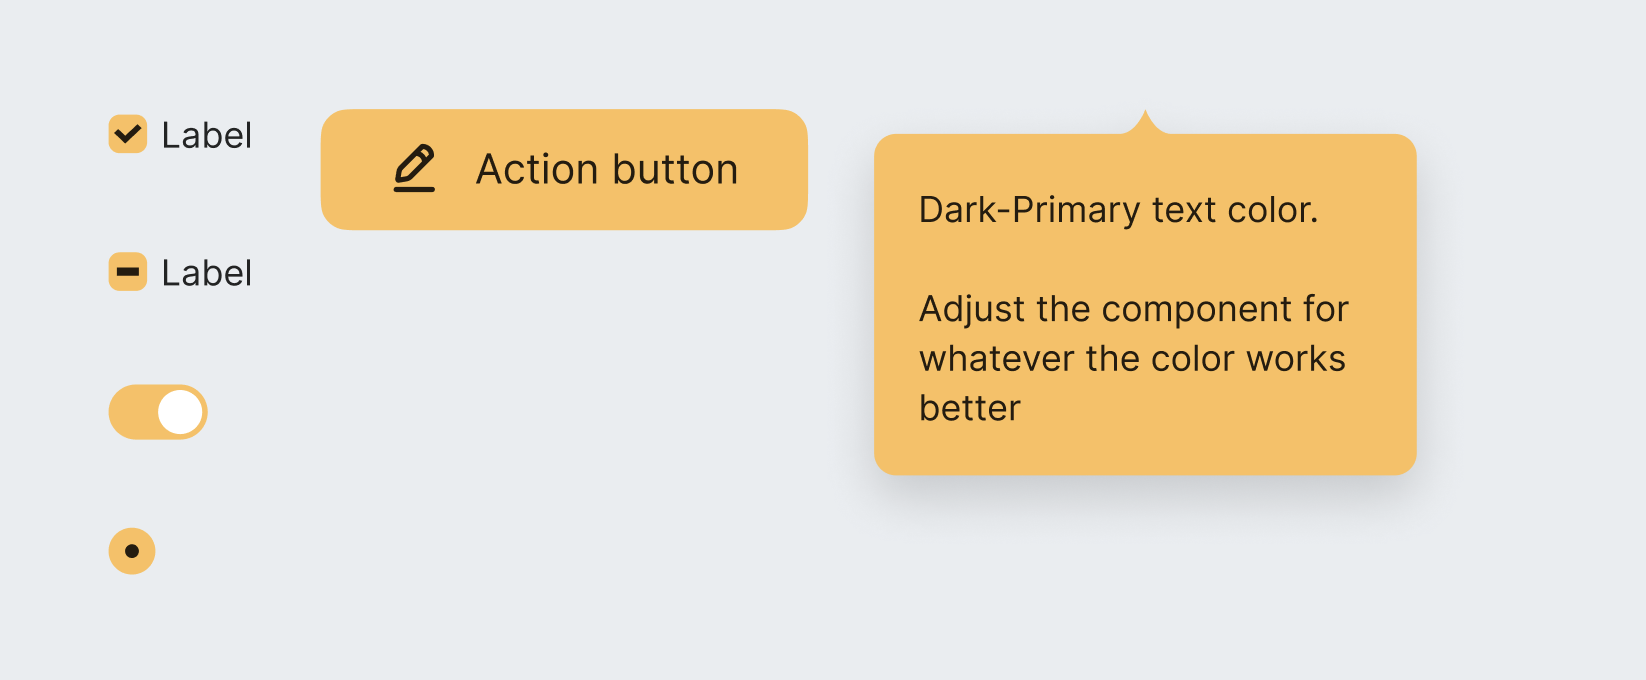 Label
Action button
Label
Dark-Primary text color.
Adjust the component for
whatever the color works
better